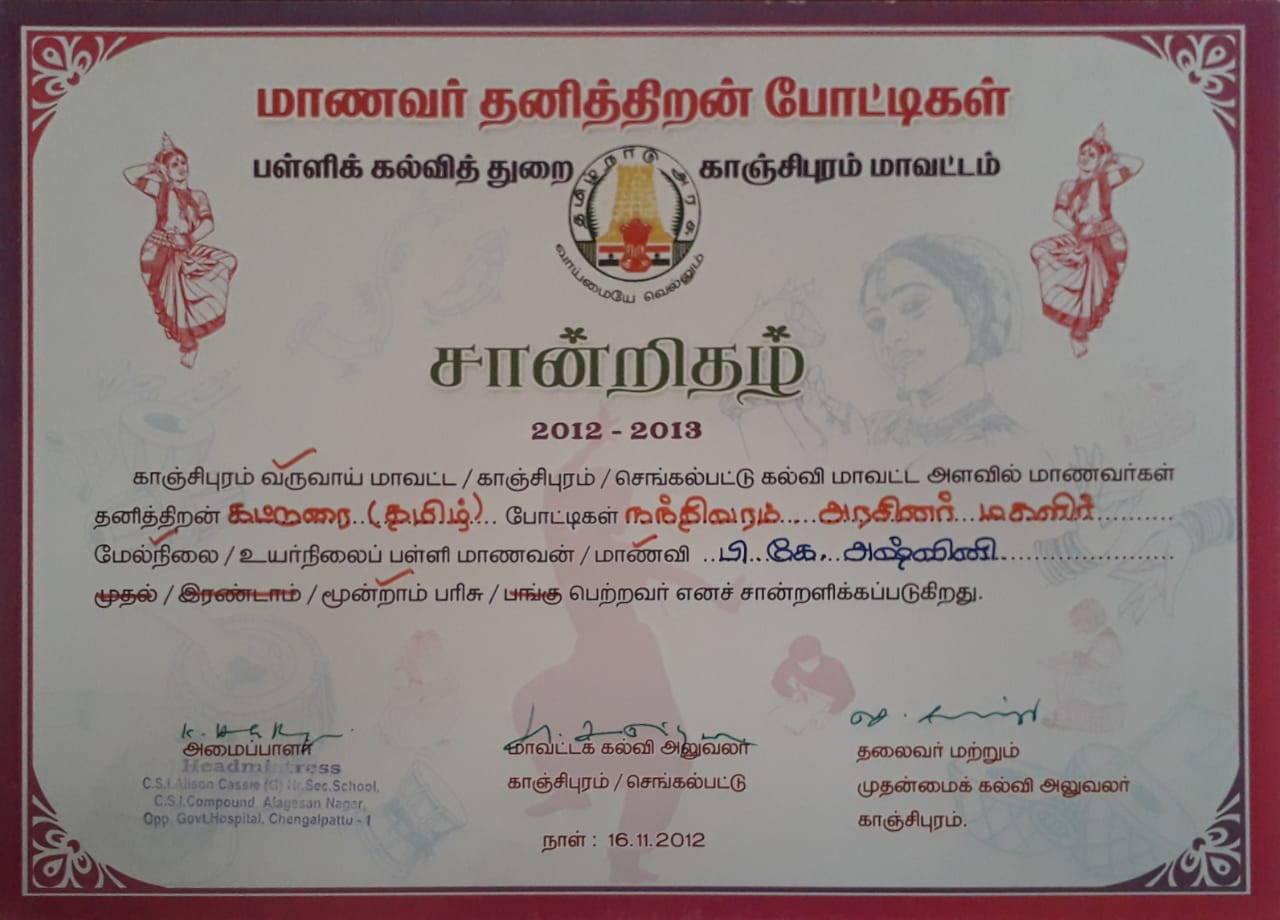 மாணவர் தனித்திறன் போட்டிகள்
பள்ளிக் கல்வித் துறை காஞ்சிபுரம் மாவட்டம்
தமிழ்நாடு அரசு
வாய்மையே வெல்லும்
சான்றிதழ்
2012 - 2013
காஞ்சிபுரம் வருவாய் மாவட்ட / காஞ்சிபுரம் / செங்கல்பட்டு கல்வி மாவட்ட அளவில் மாணவர்கள்
தனித்திறன் கட்டுரை (தமிழ்) போட்டிகள் நந்திவரம் அரசினர் மகளிர்
மேல்நிலை / உயர்நிலைப் பள்ளி மாணவன் / மாணவி பி. கே. அஷ்வினி
முதல் / இரண்டாம் / மூன்றாம் பரிசு / பங்கு பெற்றவர் எனச் சான்றளிக்கப்படுகிறது.
அமைப்பாளர்
Headmistress
C.S.I.Alison Cassie (G) Hr.Sec.School,
C.S.I.Compound, Alagesan Nagar,
Opp. Govt.Hospital, Chengalpattu - 1
மாவட்டக் கல்வி அலுவலர்
காஞ்சிபுரம் / செங்கல்பட்டு
நாள் : 16.11.2012
தலைவர் மற்றும்
முதன்மைக் கல்வி அலுவலர்
காஞ்சிபுரம்.